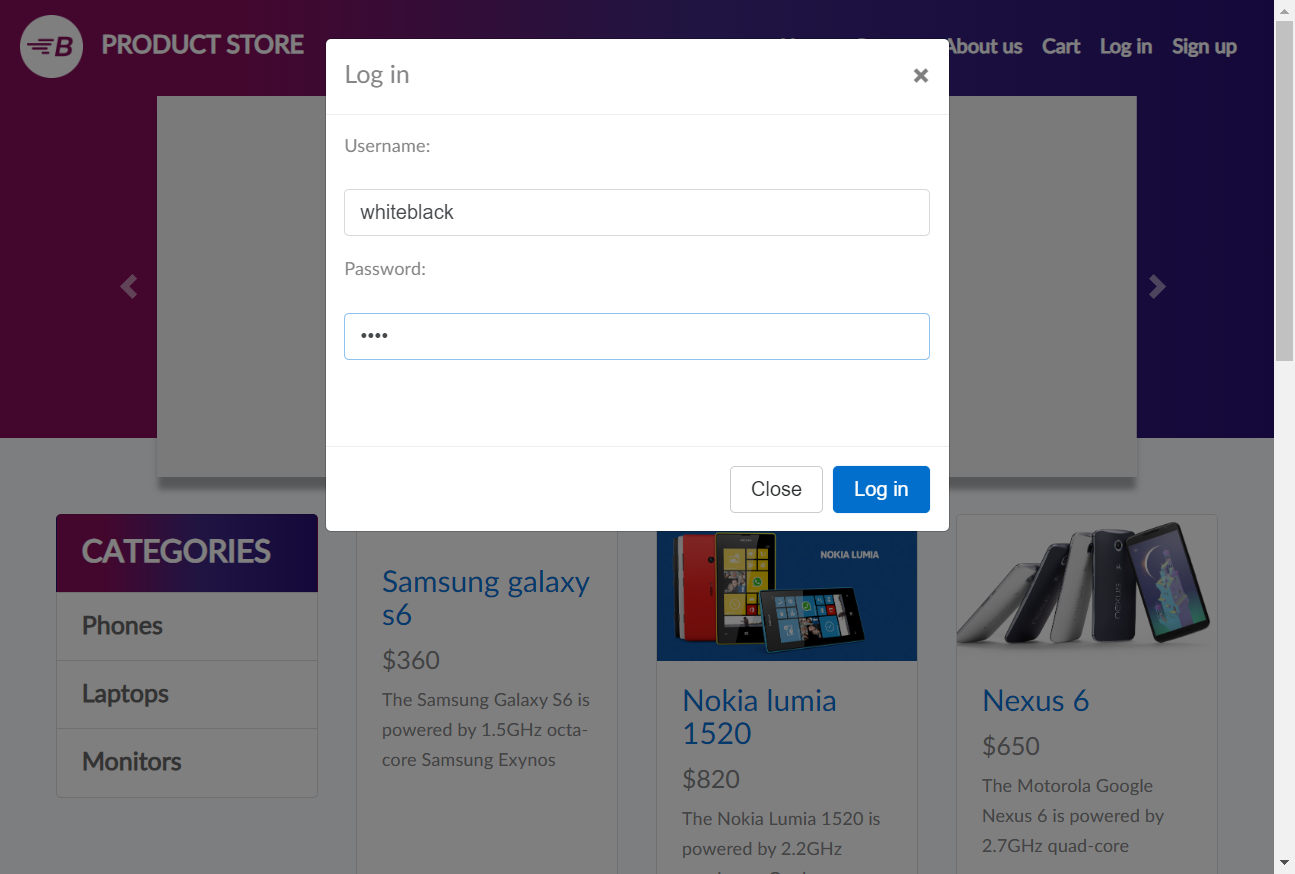 B PRODUCT STORE
About us Cart Log in Sign up
Log in
Username:
whiteblack
Password:
••••
Close Log in
CATEGORIES
Phones
Laptops
Monitors
Samsung galaxy
s6
$360
The Samsung Galaxy S6 is
powered by 1.5GHz octa-
core Samsung Exynos
NOKIA LUMIA
Nokia lumia
1520
$820
The Nokia Lumia 1520 is
powered by 2.2GHz
NEXUS
Nexus 6
$650
The Motorola Google
Nexus 6 is powered by
2.7GHz quad-core